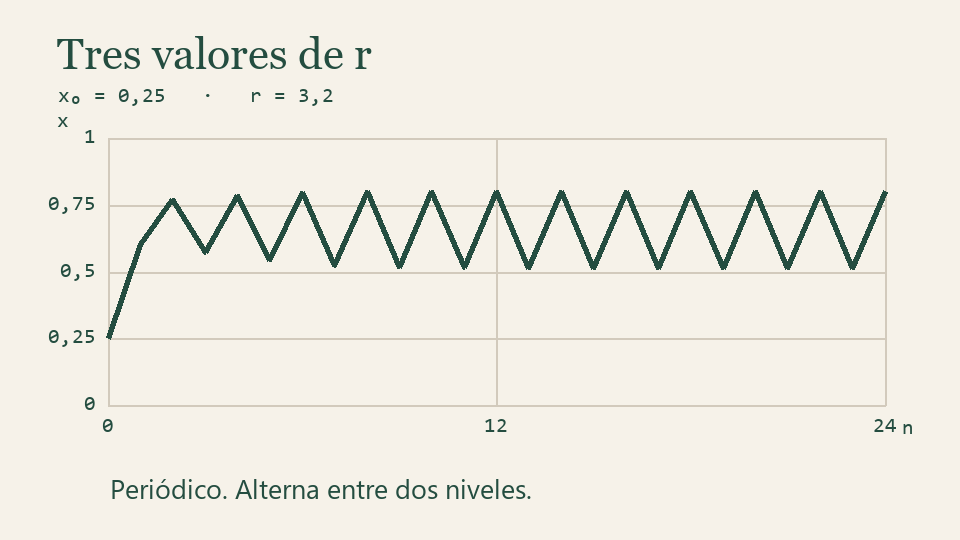 Tres valores de r
x₀ = 0,25 · r = 3,2
x
1
0,75
0,5
0,25
0
0 12 24 n
Periódico. Alterna entre dos niveles.